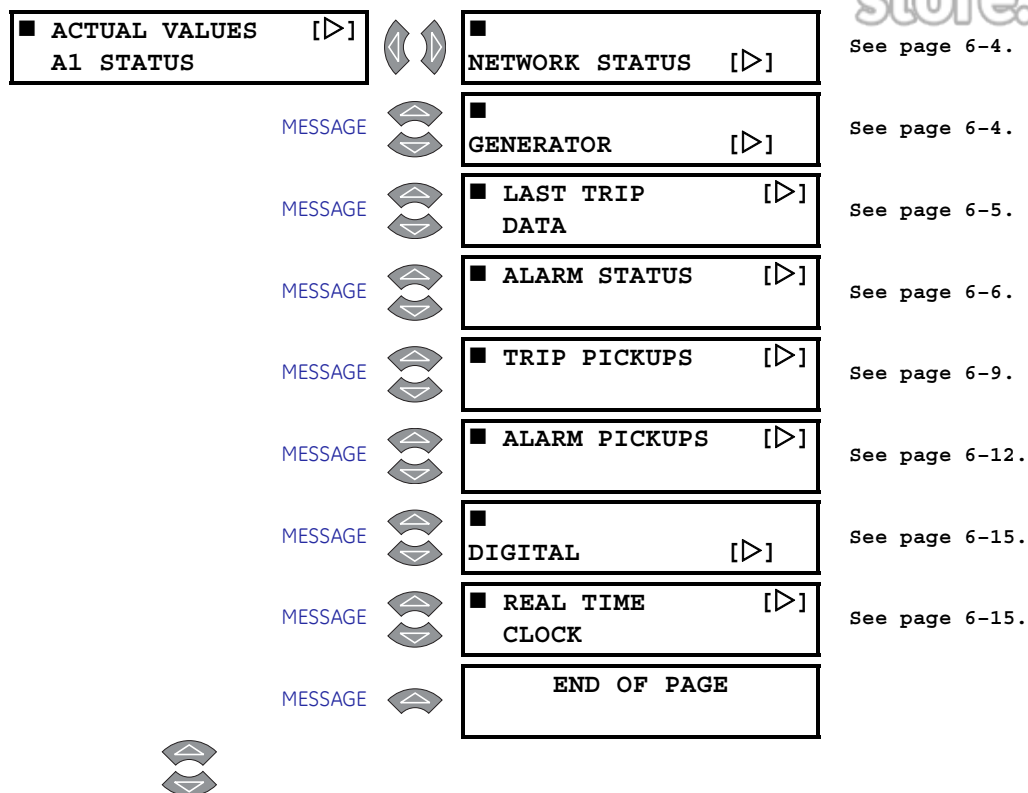 ■ ACTUAL VALUES [▷]
A1 STATUS
■
NETWORK STATUS [▷]
See page 6-4.
MESSAGE
■
GENERATOR [▷]
See page 6-4.
MESSAGE
■ LAST TRIP [▷]
DATA
See page 6-5.
MESSAGE
■ ALARM STATUS [▷]
See page 6-6.
MESSAGE
■ TRIP PICKUPS [▷]
See page 6-9.
MESSAGE
■ ALARM PICKUPS [▷]
See page 6-12.
MESSAGE
■
DIGITAL [▷]
See page 6-15.
MESSAGE
■ REAL TIME [▷]
CLOCK
See page 6-15.
MESSAGE
END OF PAGE